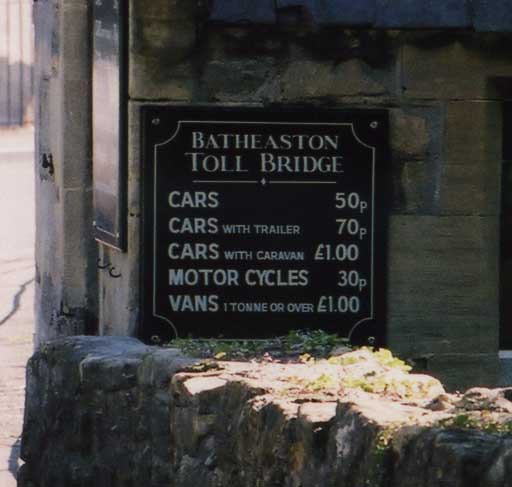 BATHEASTON
TOLL BRIDGE
CARS 50p
CARS WITH TRAILER 70p
CARS WITH CARAVAN £1.00
MOTOR CYCLES 30p
VANS 1 TONNE OR OVER £1.00